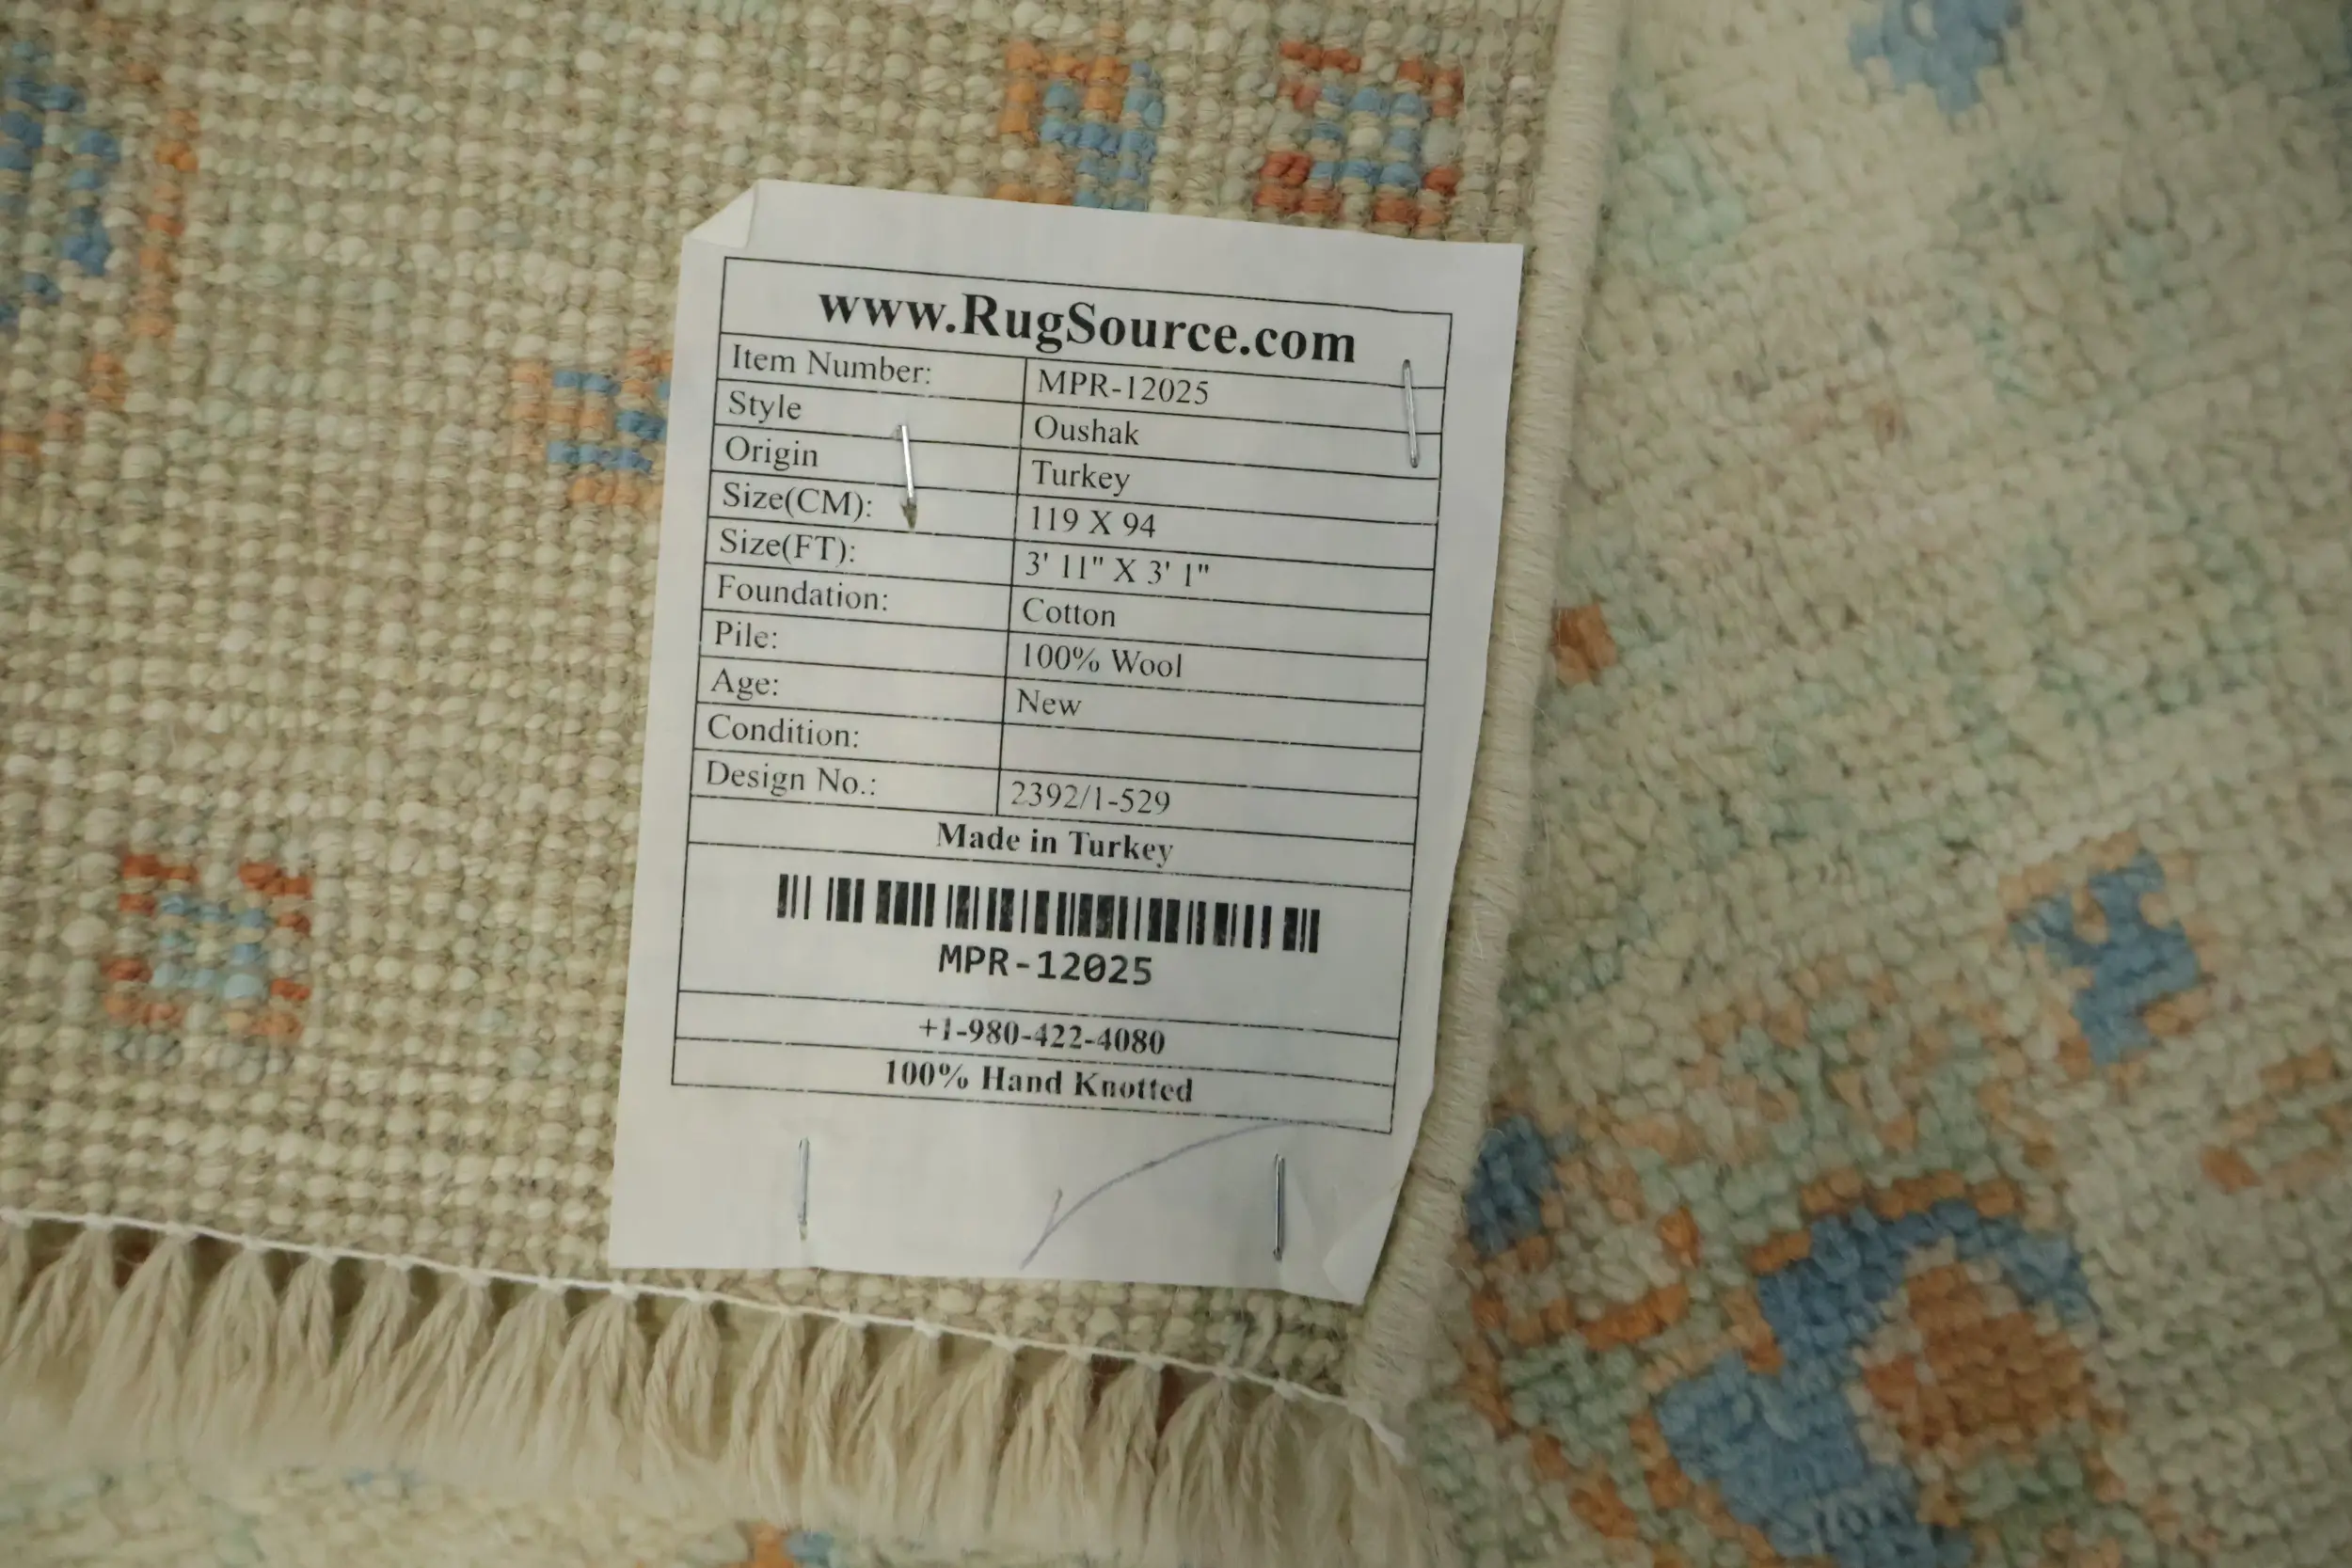 www.RugSource.com
Item Number: MPR-12025
Style Oushak
Origin Turkey
Size(CM): 119 X 94
Size(FT): 3' 11" X 3' 1"
Foundation: Cotton
Pile: 100% Wool
Age: New
Condition:
Design No.: 2392/1-529
Made in Turkey
MPR-12025
+1-980-422-4080
100% Hand Knotted